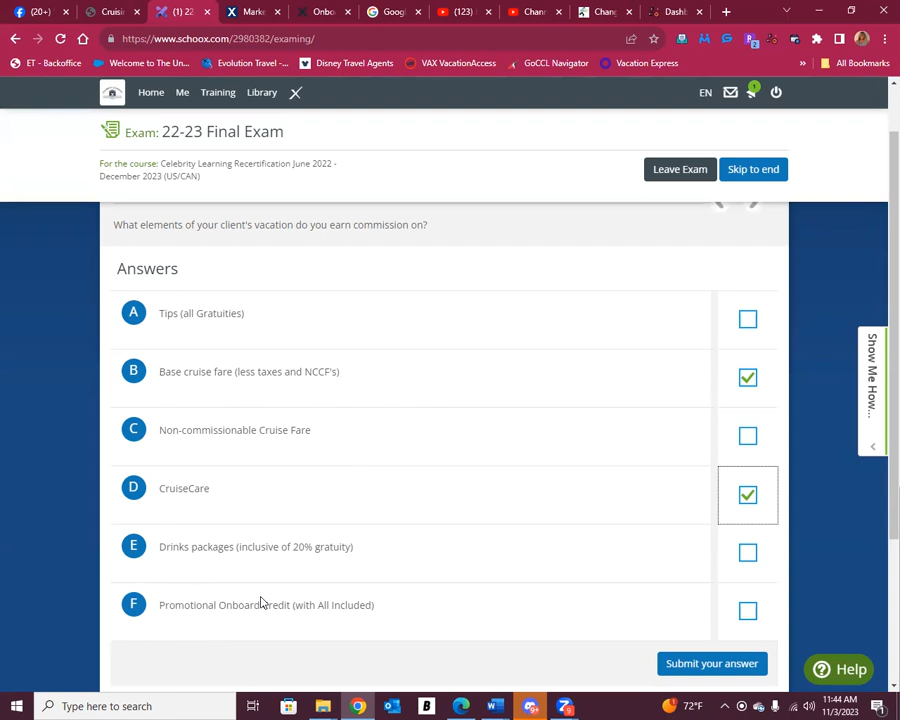 (20+)
Cruisin
(1) 22
Marke
Onbo
Googl
(123)
Chann
Chang
Dashb
https://www.schoox.com/2980382/examing/
ET - Backoffice
Welcome to The Un...
Evolution Travel -...
Disney Travel Agents
VAX VacationAccess
GoCCL Navigator
Vacation Express
All Bookmarks
Home Me Training Library
EN
1
Exam: 22-23 Final Exam
For the course: Celebrity Learning Recertification June 2022 -
December 2023 (US/CAN)
Leave Exam
Skip to end
What elements of your client's vacation do you earn commission on?
Answers
A Tips (all Gratuities)
B Base cruise fare (less taxes and NCCF's)
C Non-commissionable Cruise Fare
D CruiseCare
E Drinks packages (inclusive of 20% gratuity)
F Promotional Onboard Credit (with All Included)
Submit your answer
Show Me How...
Help
Type here to search
72°F
11:44 AM
11/3/2023